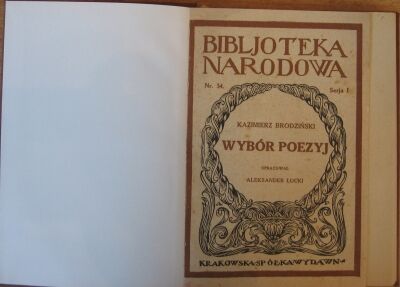 BIBLJOTEKA
NARODOWA
Nr. 54. Serja I
KAZIMIERZ BRODZIŃSKI
WYBÓR POEZYJ
OPRACOWAŁ
ALEKSANDER ŁUCKI
KRAKOWSKA SPÓŁKA WYDAWN.